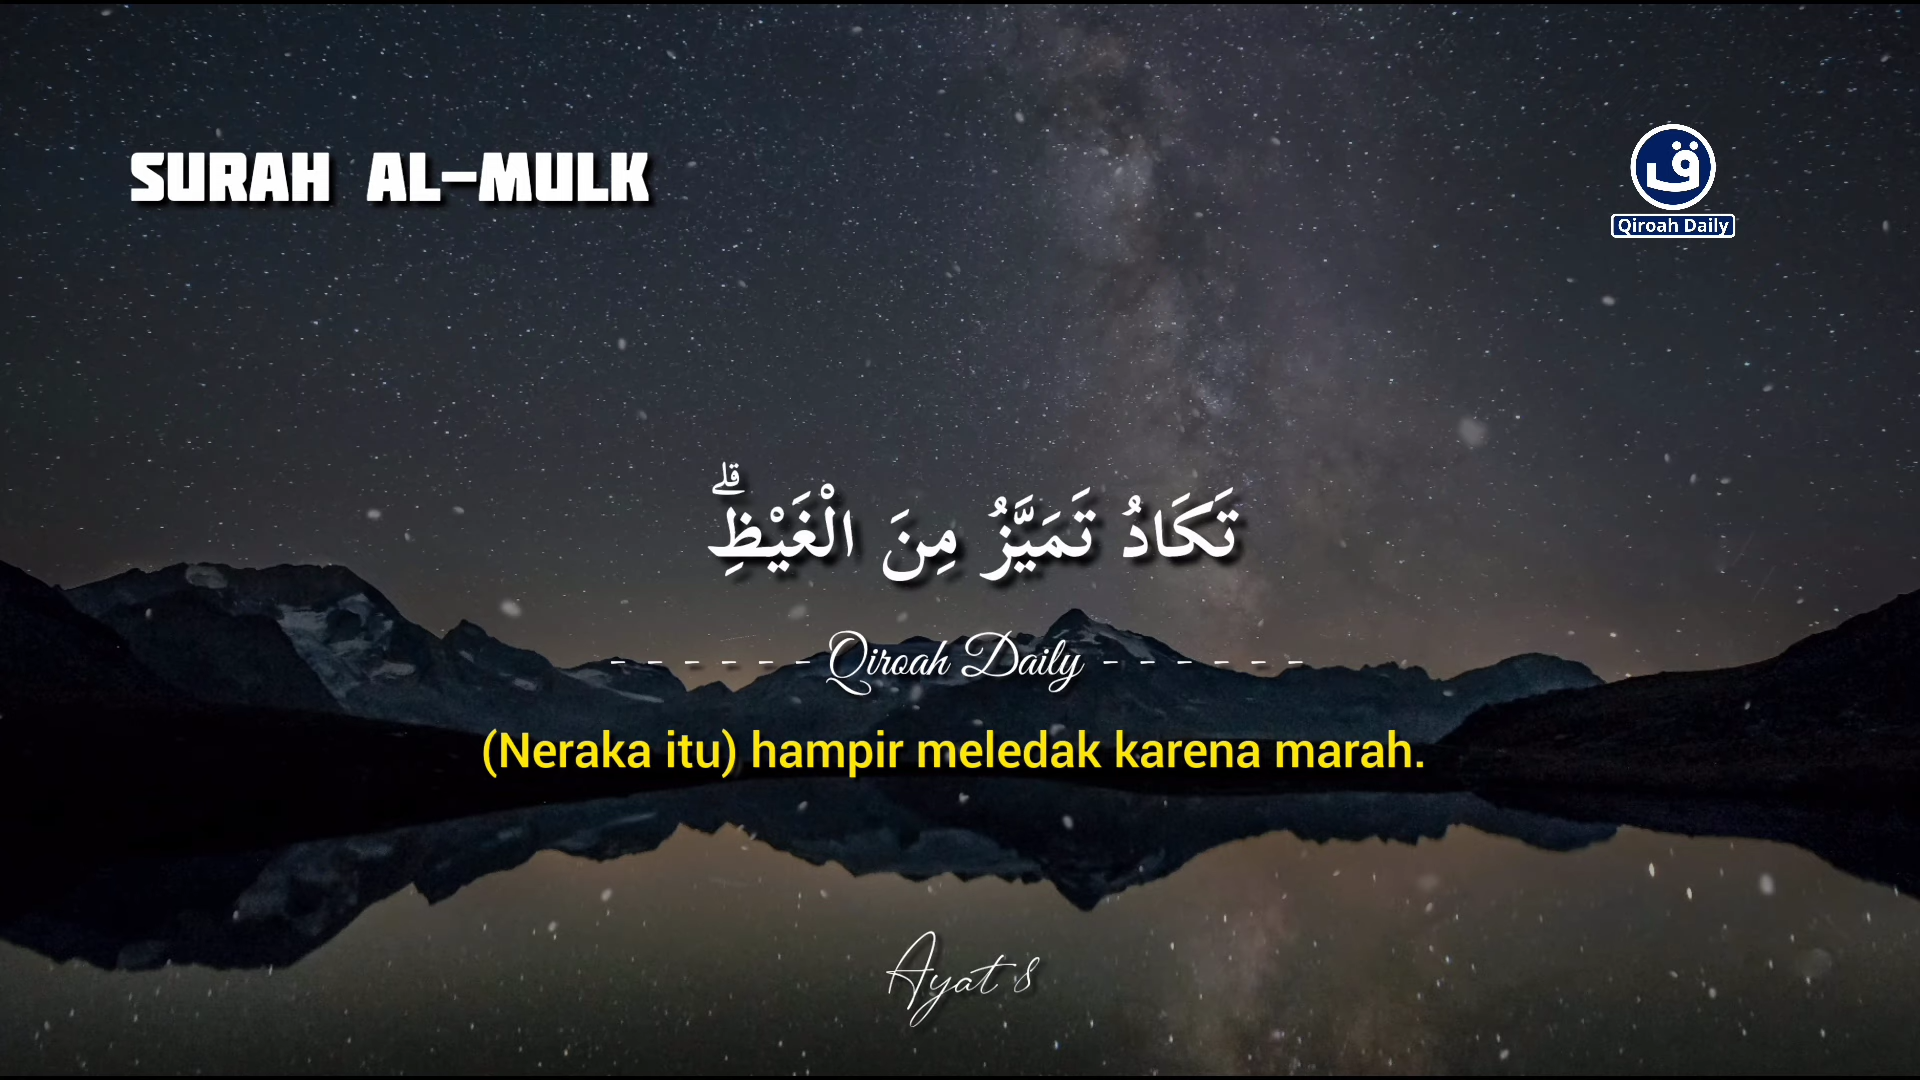 SURAH AL-MULK
ق
Qiroah Daily
تَكَادُ تَمَيَّزُ مِنَ الْغَيْظِۗ
- - - - - - Qiroah Daily - - - - - -
(Neraka itu) hampir meledak karena marah.
Ayat 8